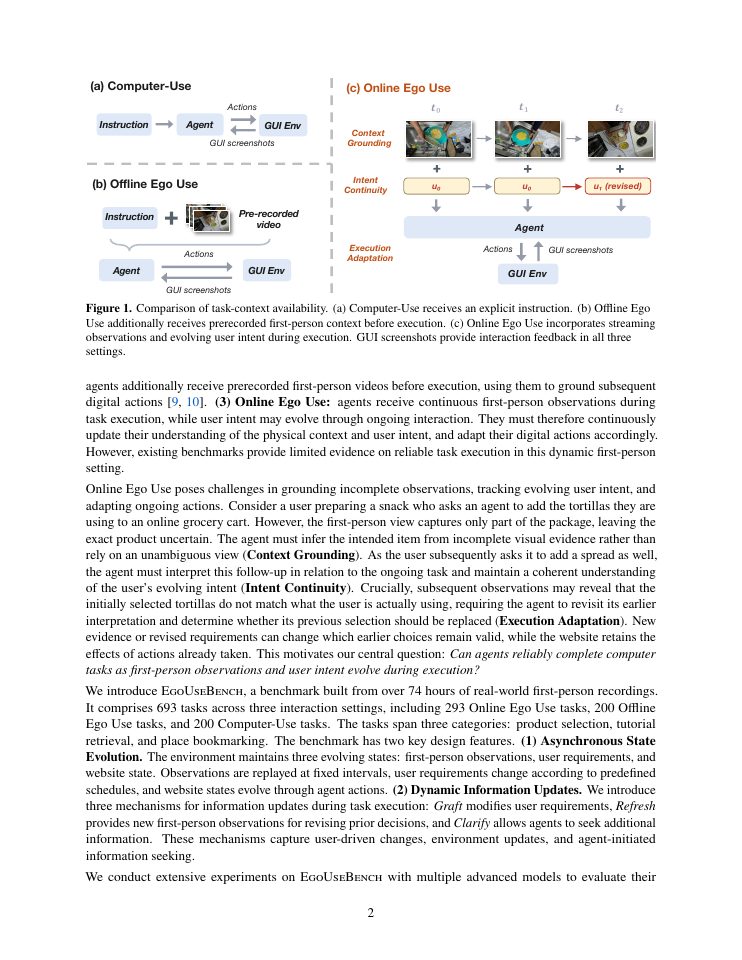 (a) Computer-Use
Instruction
Agent
Actions
GUI Env
GUI screenshots
(b) Offline Ego Use
Instruction
+
Pre-recorded
video
Agent
Actions
GUI Env
GUI screenshots
(c) Online Ego Use
t0
t1
t2
Context
Grounding
+
+
+
Intent
Continuity
u0
u0
u1 (revised)
Agent
Execution
Adaptation
Actions
GUI screenshots
GUI Env
Figure 1. Comparison of task-context availability. (a) Computer-Use receives an explicit instruction. (b) Offline Ego
Use additionally receives prerecorded first-person context before execution. (c) Online Ego Use incorporates streaming
observations and evolving user intent during execution. GUI screenshots provide interaction feedback in all three
settings.
agents additionally receive prerecorded first-person videos before execution, using them to ground subsequent
digital actions [9, 10]. (3) Online Ego Use: agents receive continuous first-person observations during
task execution, while user intent may evolve through ongoing interaction. They must therefore continuously
update their understanding of the physical context and user intent, and adapt their digital actions accordingly.
However, existing benchmarks provide limited evidence on reliable task execution in this dynamic first-person
setting.
Online Ego Use poses challenges in grounding incomplete observations, tracking evolving user intent, and
adapting ongoing actions. Consider a user preparing a snack who asks an agent to add the tortillas they are
using to an online grocery cart. However, the first-person view captures only part of the package, leaving the
exact product uncertain. The agent must infer the intended item from incomplete visual evidence rather than
rely on an unambiguous view (Context Grounding). As the user subsequently asks it to add a spread as well,
the agent must interpret this follow-up in relation to the ongoing task and maintain a coherent understanding
of the user's evolving intent (Intent Continuity). Crucially, subsequent observations may reveal that the
initially selected tortillas do not match what the user is actually using, requiring the agent to revisit its earlier
interpretation and determine whether its previous selection should be replaced (Execution Adaptation). New
evidence or revised requirements can change which earlier choices remain valid, while the website retains the
effects of actions already taken. This motivates our central question: Can agents reliably complete computer
tasks as first-person observations and user intent evolve during execution?
We introduce EgoUseBench, a benchmark built from over 74 hours of real-world first-person recordings.
It comprises 693 tasks across three interaction settings, including 293 Online Ego Use tasks, 200 Offline
Ego Use tasks, and 200 Computer-Use tasks. The tasks span three categories: product selection, tutorial
retrieval, and place bookmarking. The benchmark has two key design features. (1) Asynchronous State
Evolution. The environment maintains three evolving states: first-person observations, user requirements, and
website state. Observations are replayed at fixed intervals, user requirements change according to predefined
schedules, and website states evolve through agent actions. (2) Dynamic Information Updates. We introduce
three mechanisms for information updates during task execution: Graft modifies user requirements, Refresh
provides new first-person observations for revising prior decisions, and Clarify allows agents to seek additional
information. These mechanisms capture user-driven changes, environment updates, and agent-initiated
information seeking.
We conduct extensive experiments on EgoUseBench with multiple advanced models to evaluate their
2